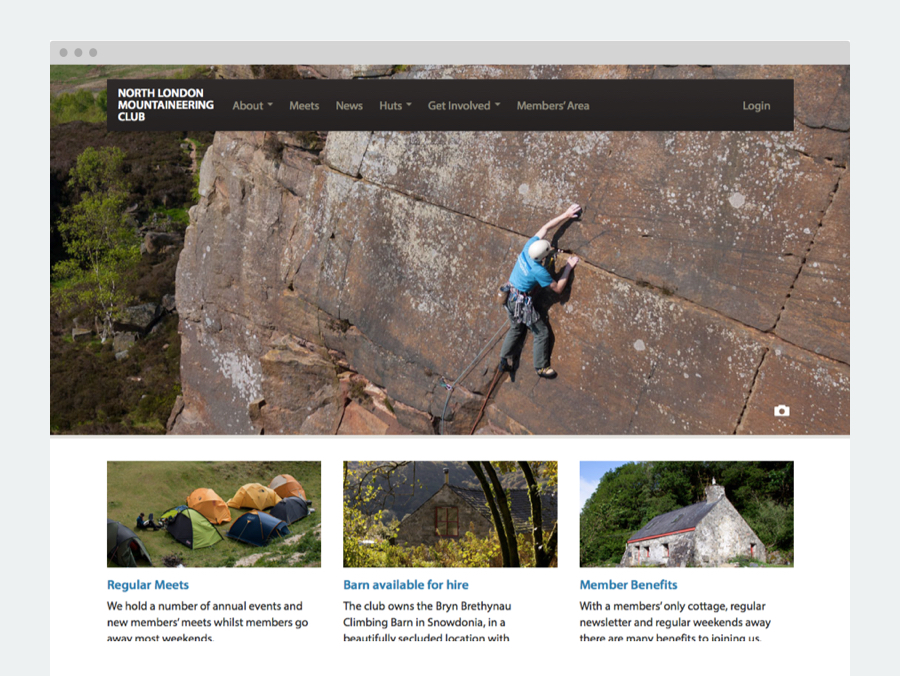 NORTH LONDON
MOUNTAINEERING
CLUB
About Meets News Huts Get Involved Members' Area Login
Regular Meets
We hold a number of annual events and
new members' meets whilst members go
away most weekends.
Barn available for hire
The club owns the Bryn Brethynau
Climbing Barn in Snowdonia, in a
beautifully secluded location with
Member Benefits
With a members' only cottage, regular
newsletter and regular weekends away
there are many benefits to joining us.